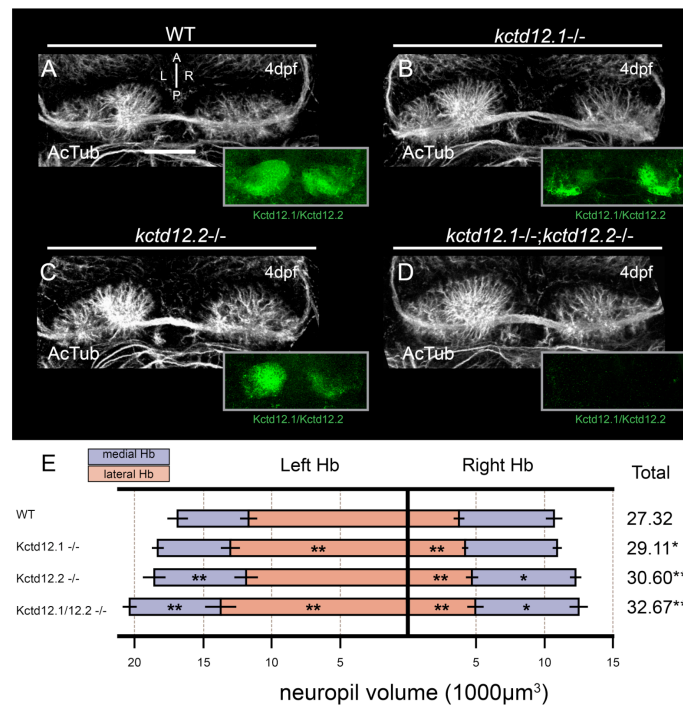 WT
kctd12.1-/-
A
A
L R
P
4dpf
AcTub
Kctd12.1/Kctd12.2
B
4dpf
AcTub
Kctd12.1/Kctd12.2
kctd12.2-/-
kctd12.1-/-;kctd12.2-/-
C
4dpf
AcTub
Kctd12.1/Kctd12.2
D
4dpf
AcTub
Kctd12.1/Kctd12.2
E
medial Hb
lateral Hb
Left Hb
Right Hb
Total
WT
27.32
Kctd12.1 -/-
** **
29.11*
Kctd12.2 -/-
** ** *
30.60**
Kctd12.1/12.2 -/-
** ** ** *
32.67**
20 15 10 5 5 10 15
neuropil volume (1000µm³)